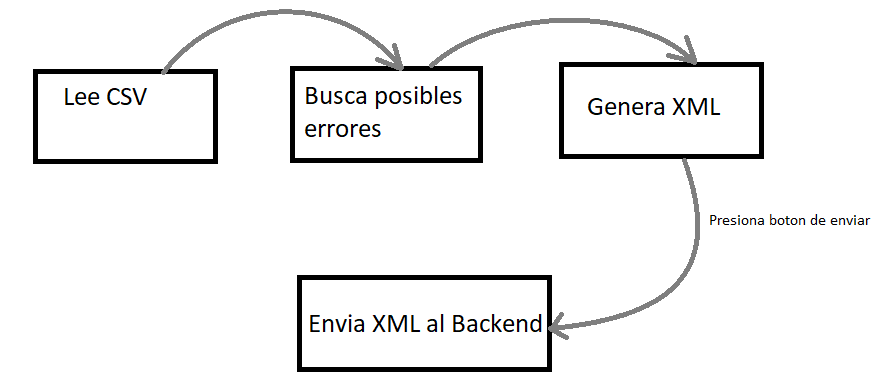 Lee CSV
Busca posibles
errores
Genera XML
Presiona boton de enviar
Envia XML al Backend